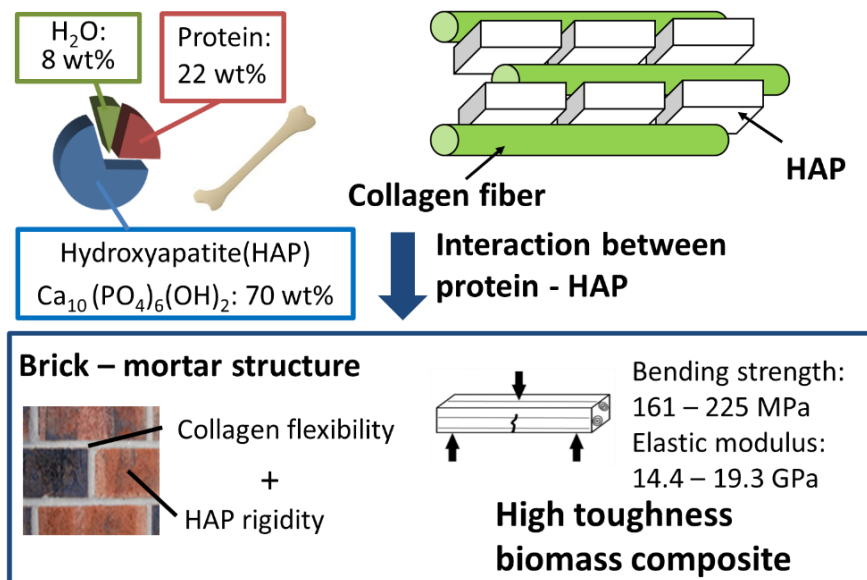 H₂O:
8 wt%
Protein:
22 wt%
Hydroxyapatite(HAP)
Ca₁₀(PO₄)₆(OH)₂: 70 wt%
Collagen fiber
HAP
Interaction between
protein - HAP
Brick – mortar structure
Collagen flexibility
+
HAP rigidity
Bending strength:
161 – 225 MPa
Elastic modulus:
14.4 – 19.3 GPa
High toughness
biomass composite